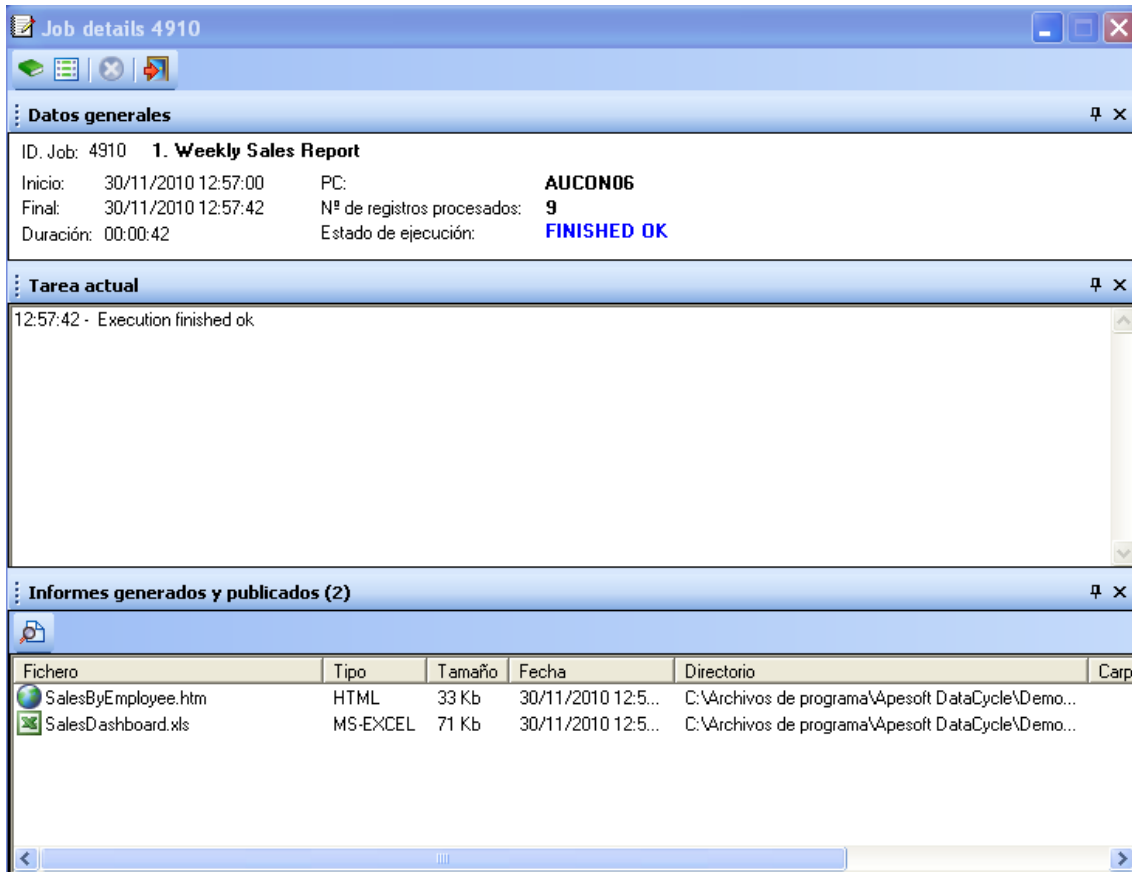 Job details 4910
Datos generales
ID. Job: 4910 1. Weekly Sales Report
Inicio: 30/11/2010 12:57:00 PC: AUCON06
Final: 30/11/2010 12:57:42 Nº de registros procesados: 9
Duración: 00:00:42 Estado de ejecución: FINISHED OK
Tarea actual
12:57:42 - Execution finished ok
Informes generados y publicados (2)
Fichero Tipo Tamaño Fecha Directorio Carp
SalesByEmployee.htm HTML 33 Kb 30/11/2010 12:5... C:\Archivos de programa\Apesoft DataCycle\Demo...
SalesDashboard.xls MS-EXCEL 71 Kb 30/11/2010 12:5... C:\Archivos de programa\Apesoft DataCycle\Demo...